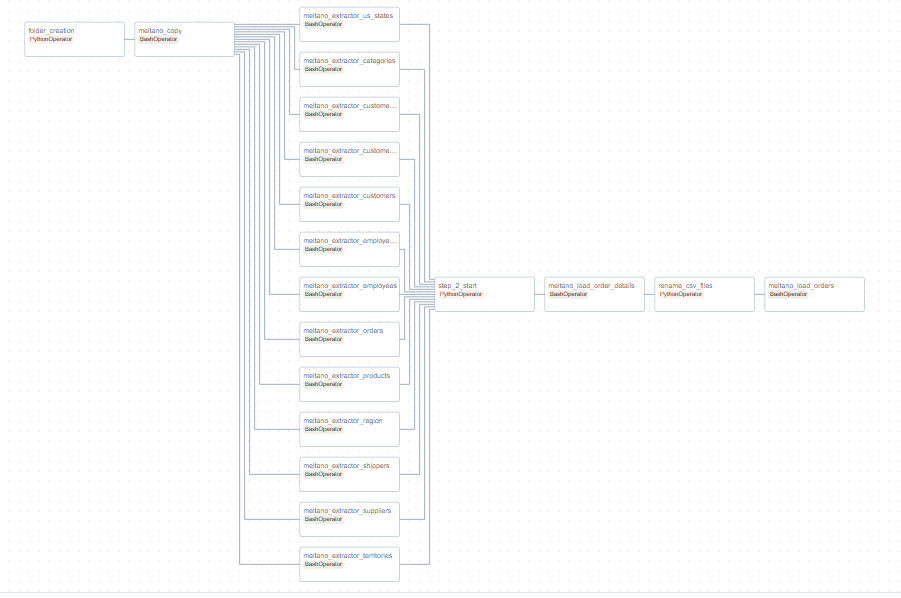 folder_creation
PythonOperator
meltano_copy
BashOperator
meltano_extractor_us_states
BashOperator
meltano_extractor_categories
BashOperator
meltano_extractor_custome...
BashOperator
meltano_extractor_custome...
BashOperator
meltano_extractor_customers
BashOperator
meltano_extractor_employe...
BashOperator
meltano_extractor_employees
BashOperator
meltano_extractor_orders
BashOperator
meltano_extractor_products
BashOperator
meltano_extractor_region
BashOperator
meltano_extractor_shippers
BashOperator
meltano_extractor_suppliers
BashOperator
meltano_extractor_territories
BashOperator
step_2_start
PythonOperator
meltano_load_order_details
BashOperator
rename_csv_files
PythonOperator
meltano_load_orders
BashOperator